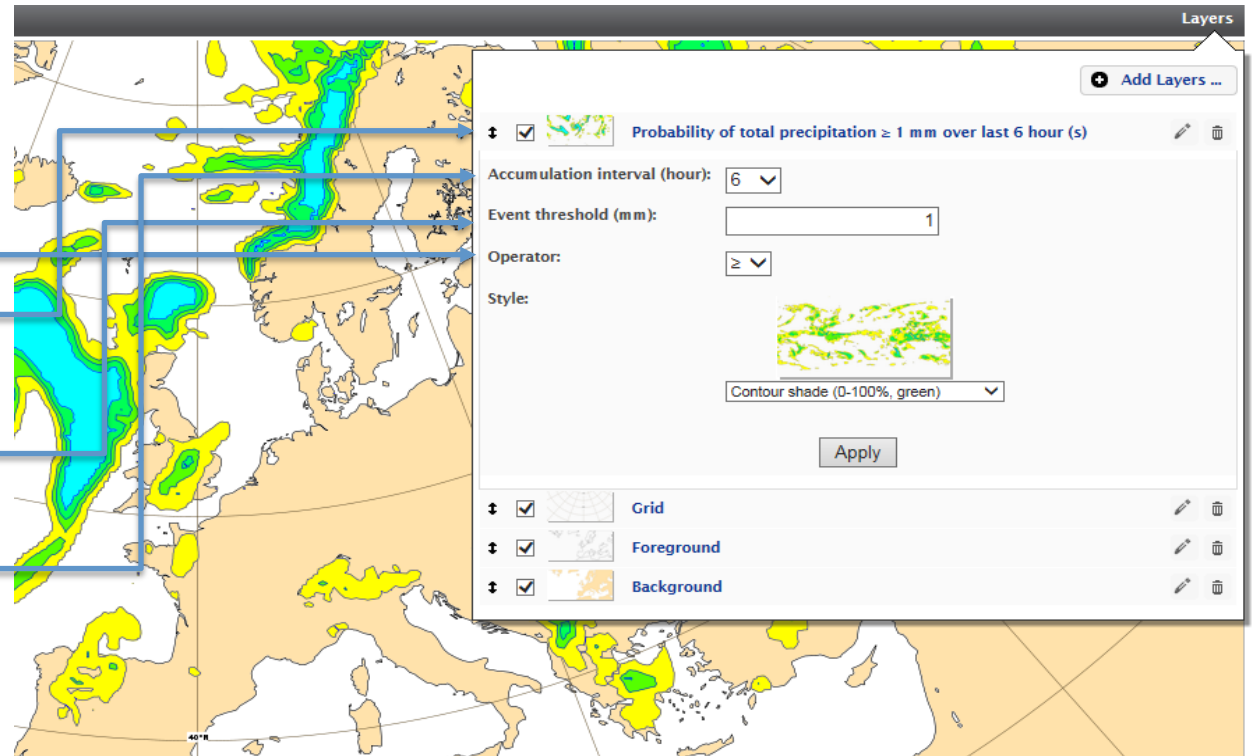 Layers
Add Layers ...
Probability of total precipitation ≥ 1 mm over last 6 hour (s)
Accumulation interval (hour): 6
Event threshold (mm): 1
Operator: ≥
Style:
Contour shade (0-100%, green)
Apply
Grid
Foreground
Background
40°N